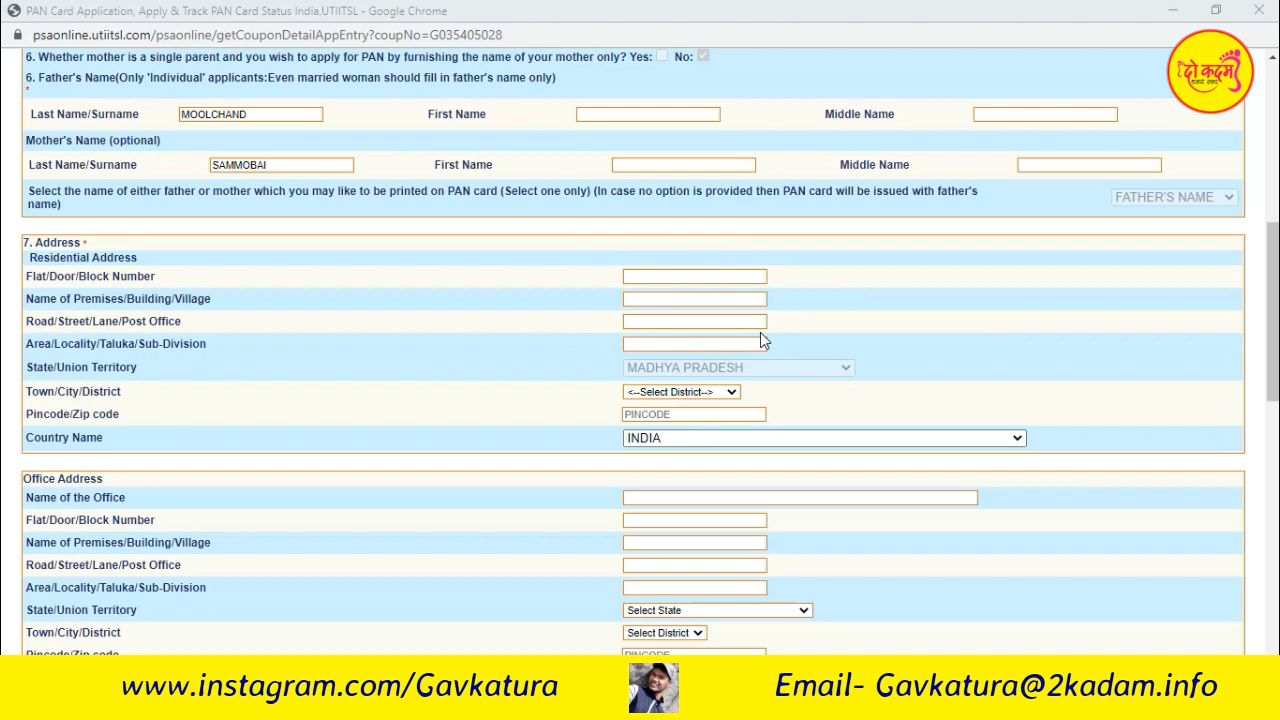 PAN Card Application, Apply & Track PAN Card Status India,UTIITSL - Google Chrome
psaonline.utiitsl.com/psaonline/getCouponDetailAppEntry?coupNo=G035405028
6. Whether mother is a single parent and you wish to apply for PAN by furnishing the name of your mother only? Yes: No:
6. Father's Name(Only 'Individual' applicants:Even married woman should fill in father's name only)
*
Last Name/Surname MOOLCHAND First Name Middle Name
Mother's Name (optional)
Last Name/Surname SAMMOBAI First Name Middle Name
Select the name of either father or mother which you may like to be printed on PAN card (Select one only) (In case no option is provided then PAN card will be issued with father's
name) FATHER'S NAME
7. Address *
Residential Address
Flat/Door/Block Number
Name of Premises/Building/Village
Road/Street/Lane/Post Office
Area/Locality/Taluka/Sub-Division
State/Union Territory MADHYA PRADESH
Town/City/District <--Select District-->
Pincode/Zip code PINCODE
Country Name INDIA
Office Address
Name of the Office
Flat/Door/Block Number
Name of Premises/Building/Village
Road/Street/Lane/Post Office
Area/Locality/Taluka/Sub-Division
State/Union Territory Select State
Town/City/District Select District
Pincode/Zip code PINCODE
दो कदम
हमारे साथ
www.instagram.com/Gavkatura
Email- Gavkatura@2kadam.info